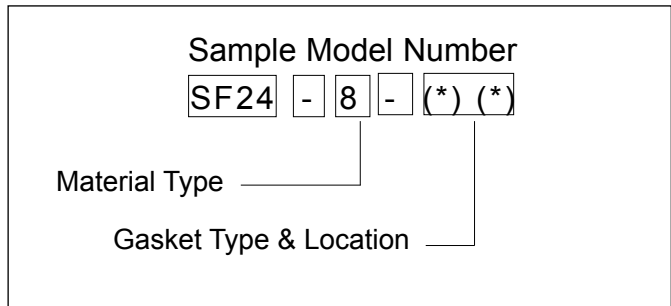 Sample Model Number
SF24 - 8 - (*) (*)
Material Type
Gasket Type & Location